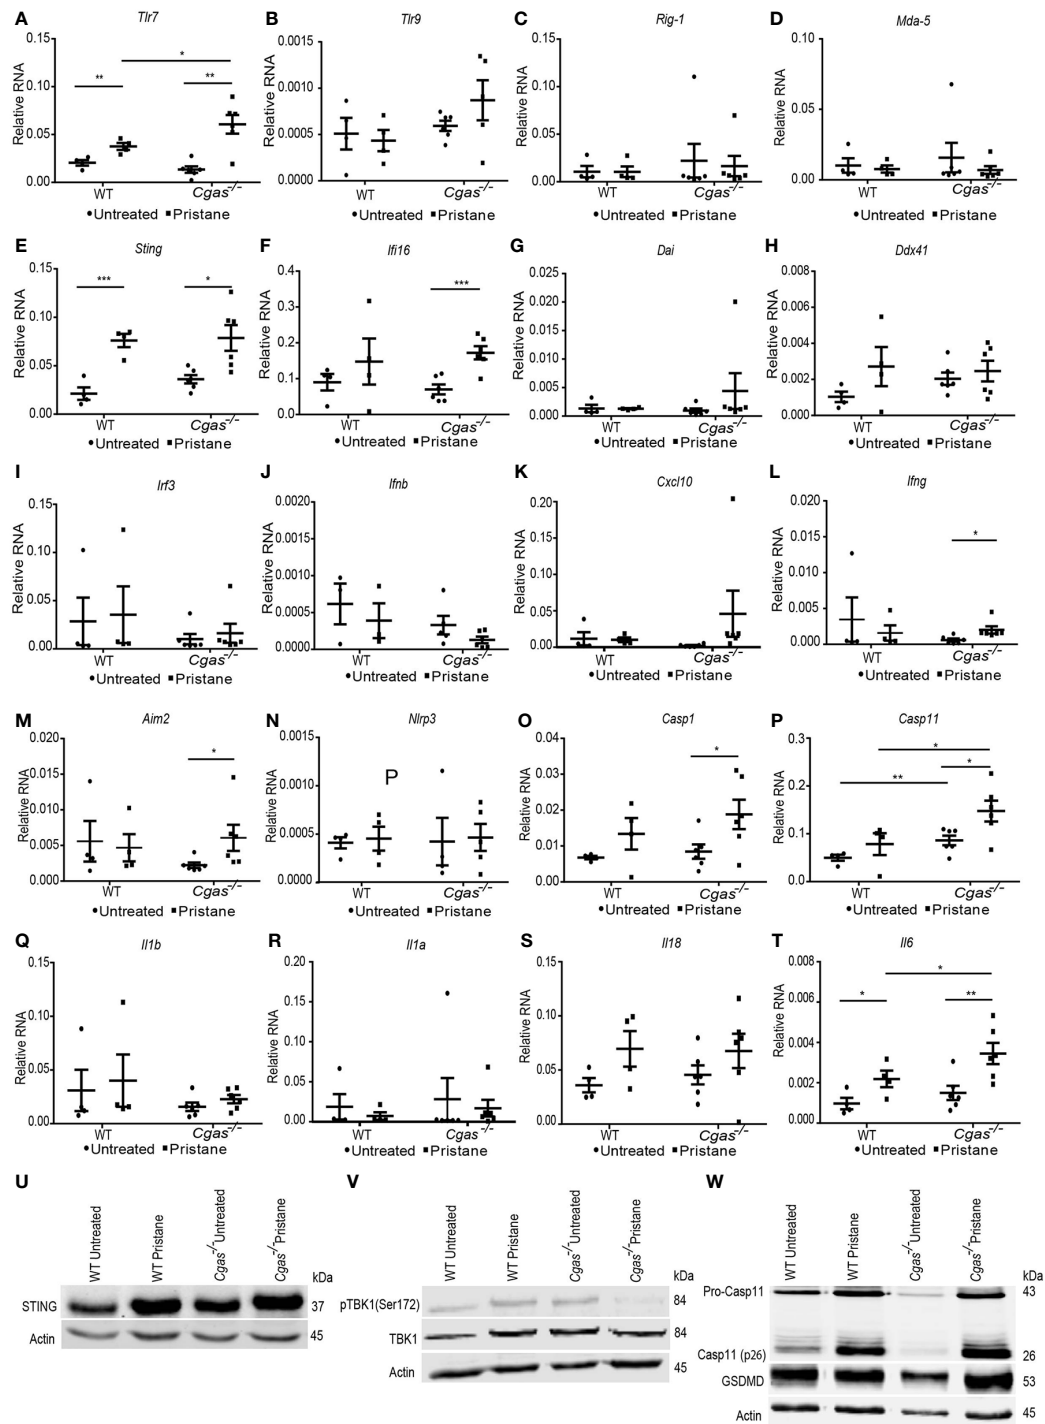 A
Tlr7
Relative RNA
0.15
0.10
0.05
0.00
**
*
**
WT
Cgas-/-
●Untreated ■Pristane
B
Tlr9
Relative RNA
0.0015
0.0010
0.0005
0.0000
WT
Cgas-/-
●Untreated ■Pristane
C
Rig-1
Relative RNA
0.15
0.10
0.05
0.00
WT
Cgas-/-
●Untreated ■Pristane
D
Mda-5
Relative RNA
0.10
0.05
0.00
WT
Cgas-/-
●Untreated ■Pristane
E
Sting
Relative RNA
0.15
0.10
0.05
0.00
***
*
WT
Cgas-/-
●Untreated ■Pristane
F
Ifi16
Relative RNA
0.4
0.3
0.2
0.1
0.0
***
WT
Cgas-/-
●Untreated ■Pristane
G
Dai
Relative RNA
0.025
0.020
0.015
0.010
0.005
0.000
WT
Cgas-/-
●Untreated ■Pristane
H
Ddx41
Relative RNA
0.008
0.006
0.004
0.002
0.000
WT
Cgas-/-
●Untreated ■Pristane
I
Irf3
Relative RNA
0.15
0.10
0.05
0.00
WT
Cgas-/-
●Untreated ■Pristane
J
Ifnb
Relative RNA
0.0020
0.0015
0.0010
0.0005
0.0000
WT
Cgas-/-
●Untreated ■Pristane
K
Cxcl10
Relative RNA
0.20
0.15
0.10
0.05
0.00
WT
Cgas-/-
●Untreated ■Pristane
L
Ifng
Relative RNA
0.020
0.015
0.010
0.005
0.000
*
WT
Cgas-/-
●Untreated ■Pristane
M
Aim2
Relative RNA
0.020
0.015
0.010
0.005
0.000
*
WT
Cgas-/-
●Untreated ■Pristane
N
Nlrp3
Relative RNA
0.0015
0.0010
0.0005
0.0000
P
WT
Cgas-/-
●Untreated ■Pristane
O
Casp1
Relative RNA
0.04
0.03
0.02
0.01
0.00
*
WT
Cgas-/-
●Untreated ■Pristane
P
Casp11
Relative RNA
0.3
0.2
0.1
0.0
*
*
**
WT
Cgas-/-
●Untreated ■Pristane
Q
Il1b
Relative RNA
0.15
0.10
0.05
0.00
WT
Cgas-/-
●Untreated ■Pristane
R
Il1a
Relative RNA
0.20
0.15
0.10
0.05
0.00
WT
Cgas-/-
●Untreated ■Pristane
S
Il18
Relative RNA
0.15
0.10
0.05
0.00
WT
Cgas-/-
●Untreated ■Pristane
T
Il6
Relative RNA
0.008
0.006
0.004
0.002
0.000
*
*
**
WT
Cgas-/-
●Untreated ■Pristane
U
WT Untreated
WT Pristane
Cgas-/-Untreated
Cgas-/-Pristane
kDa
STING
37
Actin
45
V
WT Untreated
WT Pristane
Cgas-/-Untreated
Cgas-/-Pristane
kDa
pTBK1(Ser172)
84
TBK1
84
Actin
45
W
WT Untreated
WT Pristane
Cgas-/-Untreated
Cgas-/-Pristane
kDa
Pro-Casp11
43
Casp11 (p26)
26
GSDMD
53
Actin
45